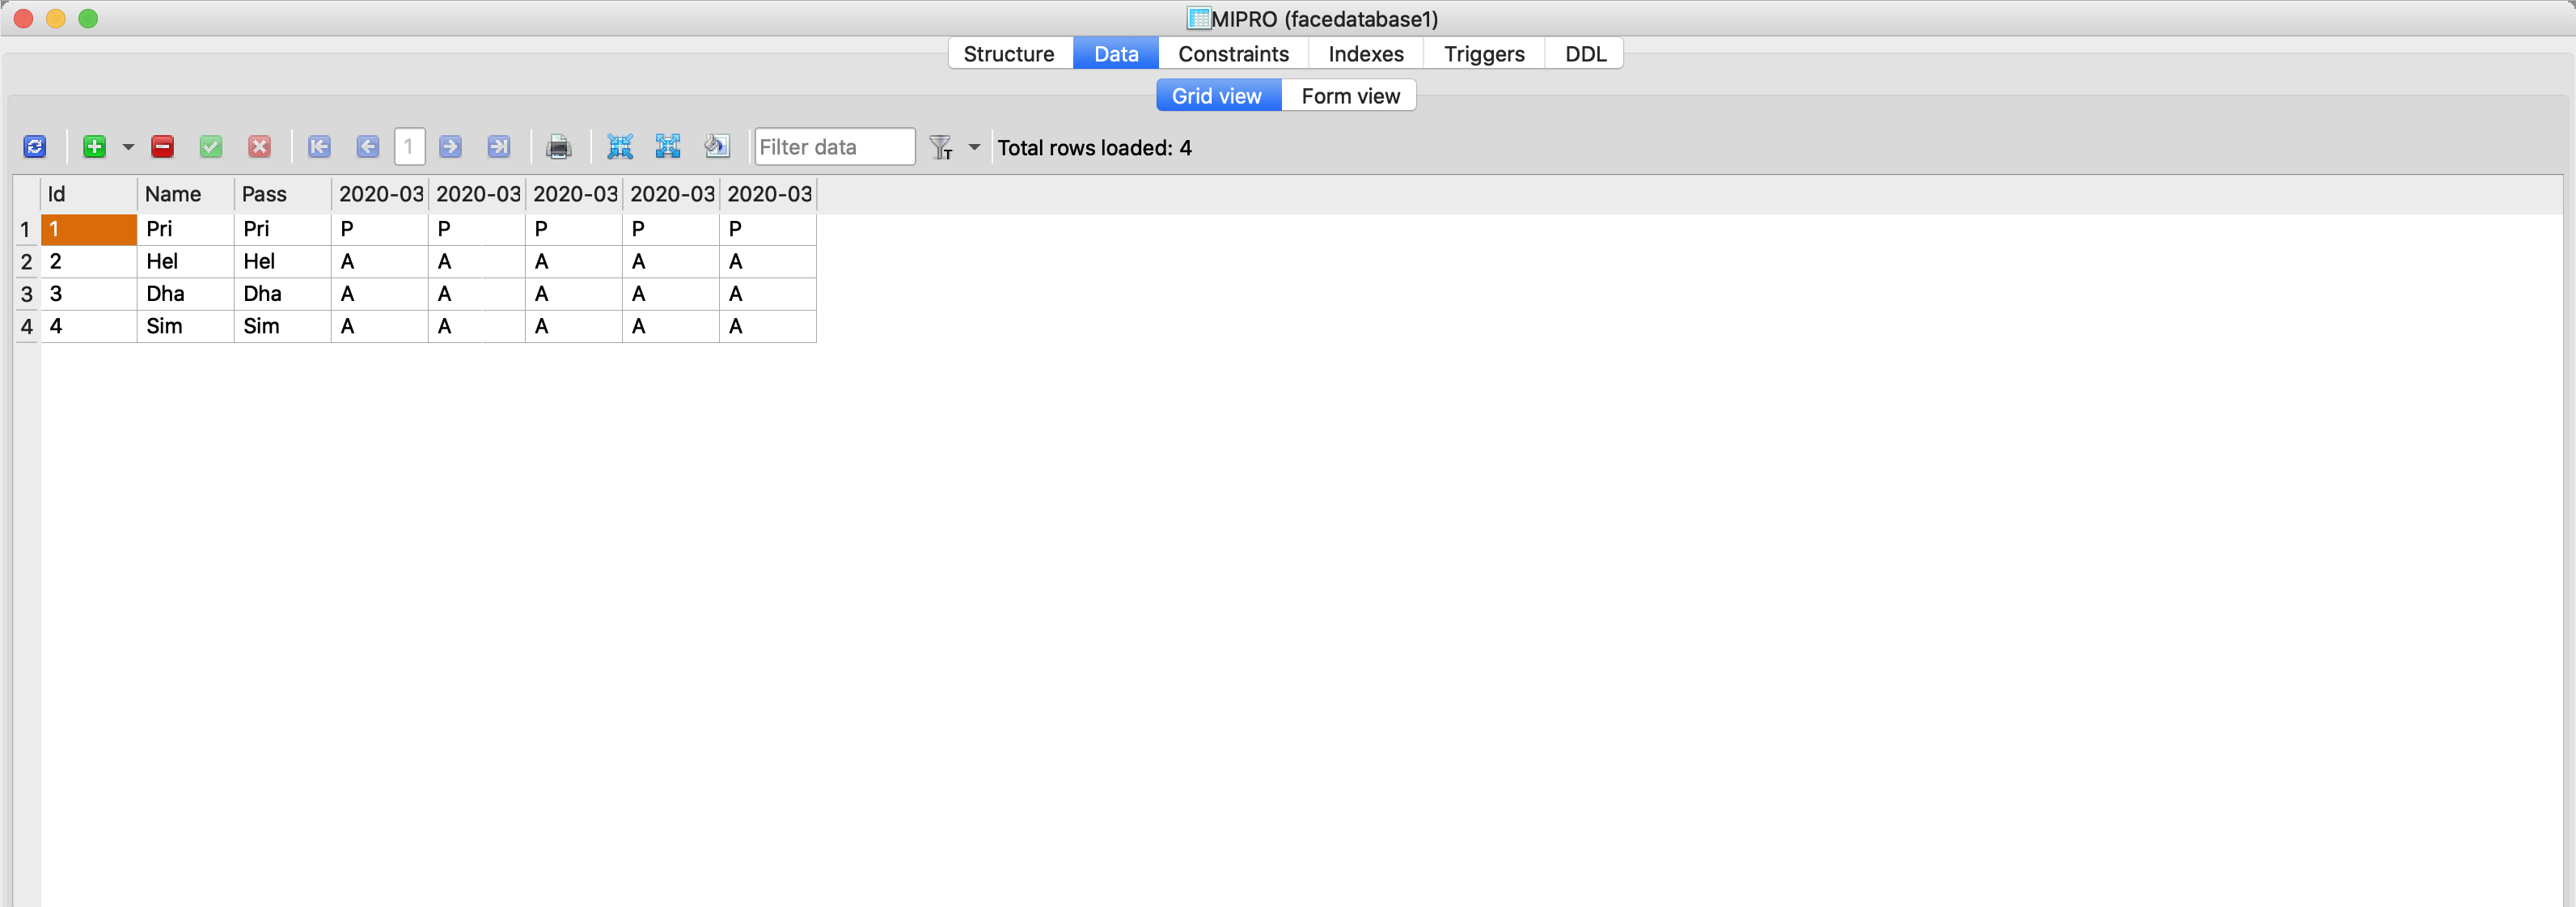 MIPRO (facedatabase1)
Structure Data Constraints Indexes Triggers DDL
Grid view Form view
1 Filter data Total rows loaded: 4
Id Name Pass 2020-03 2020-03 2020-03 2020-03 2020-03
1 1 Pri Pri P P P P P
2 2 Hel Hel A A A A A
3 3 Dha Dha A A A A A
4 4 Sim Sim A A A A A